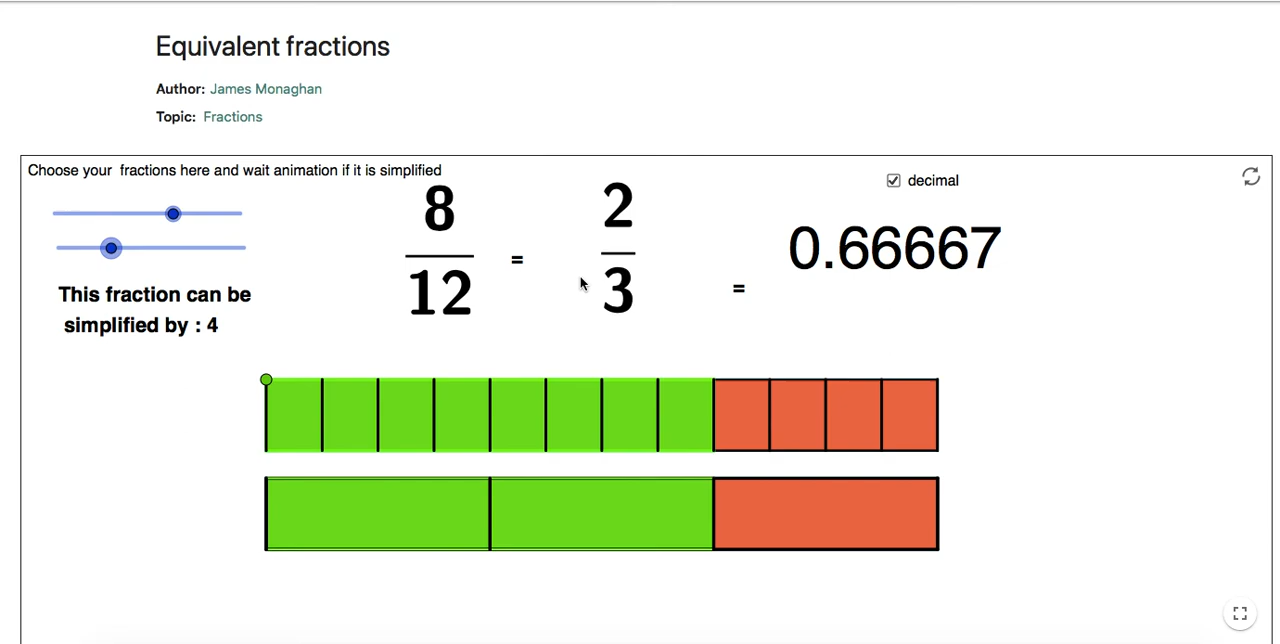 Equivalent fractions
Author: James Monaghan
Topic: Fractions
Choose your  fractions here and wait animation if it is simplified
decimal
8
12
=
2
3
=
0.66667
This fraction can be
simplified by : 4